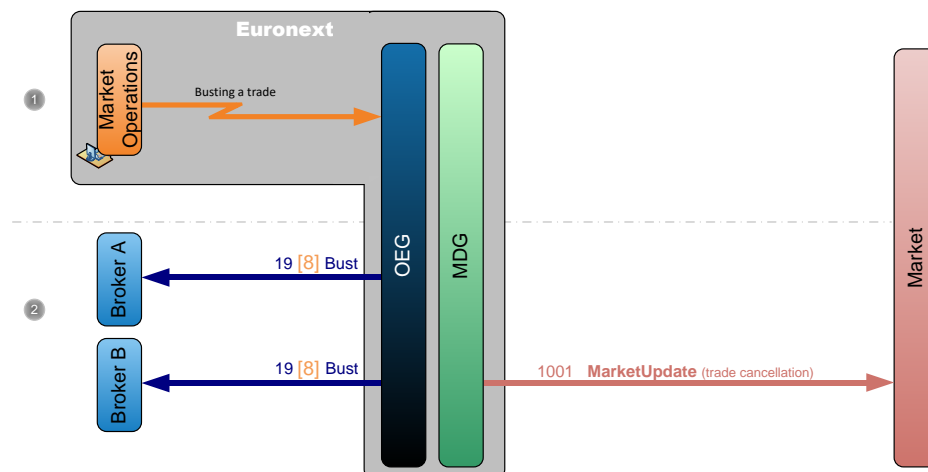 Euronext
1
Market
Operations
Busting a trade
OEG
MDG
Market
2
Broker A
19 [8] Bust
Broker B
19 [8] Bust
1001 MarketUpdate (trade cancellation)